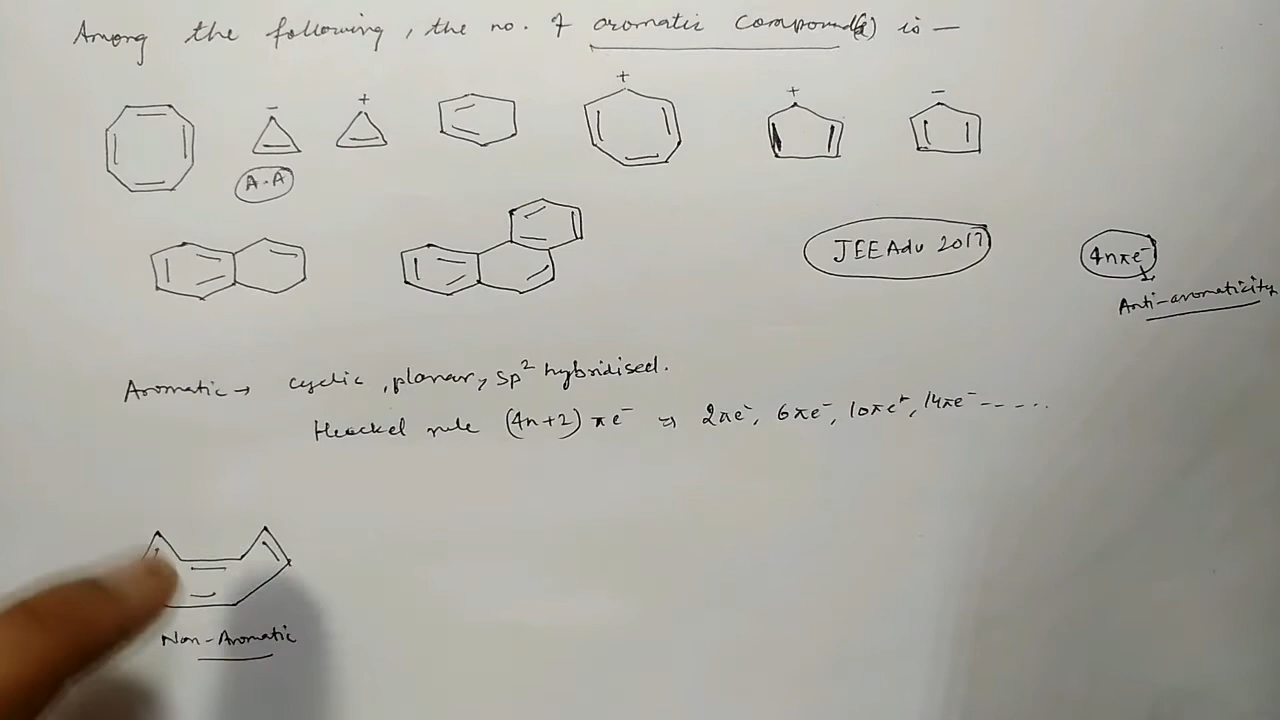 Among the following, the no. of aromatic compound(s) is —
+
−
+
+
−
A.A
JEE Adv 2017
4nπe⁻
Anti-aromaticity
Aromatic → cyclic, planar, sp² hybridised.
Huckel rule (4n+2) πe⁻ ⇒ 2πe⁻, 6πe⁻, 10πe⁻, 14πe⁻ -----.
Non-Aromatic